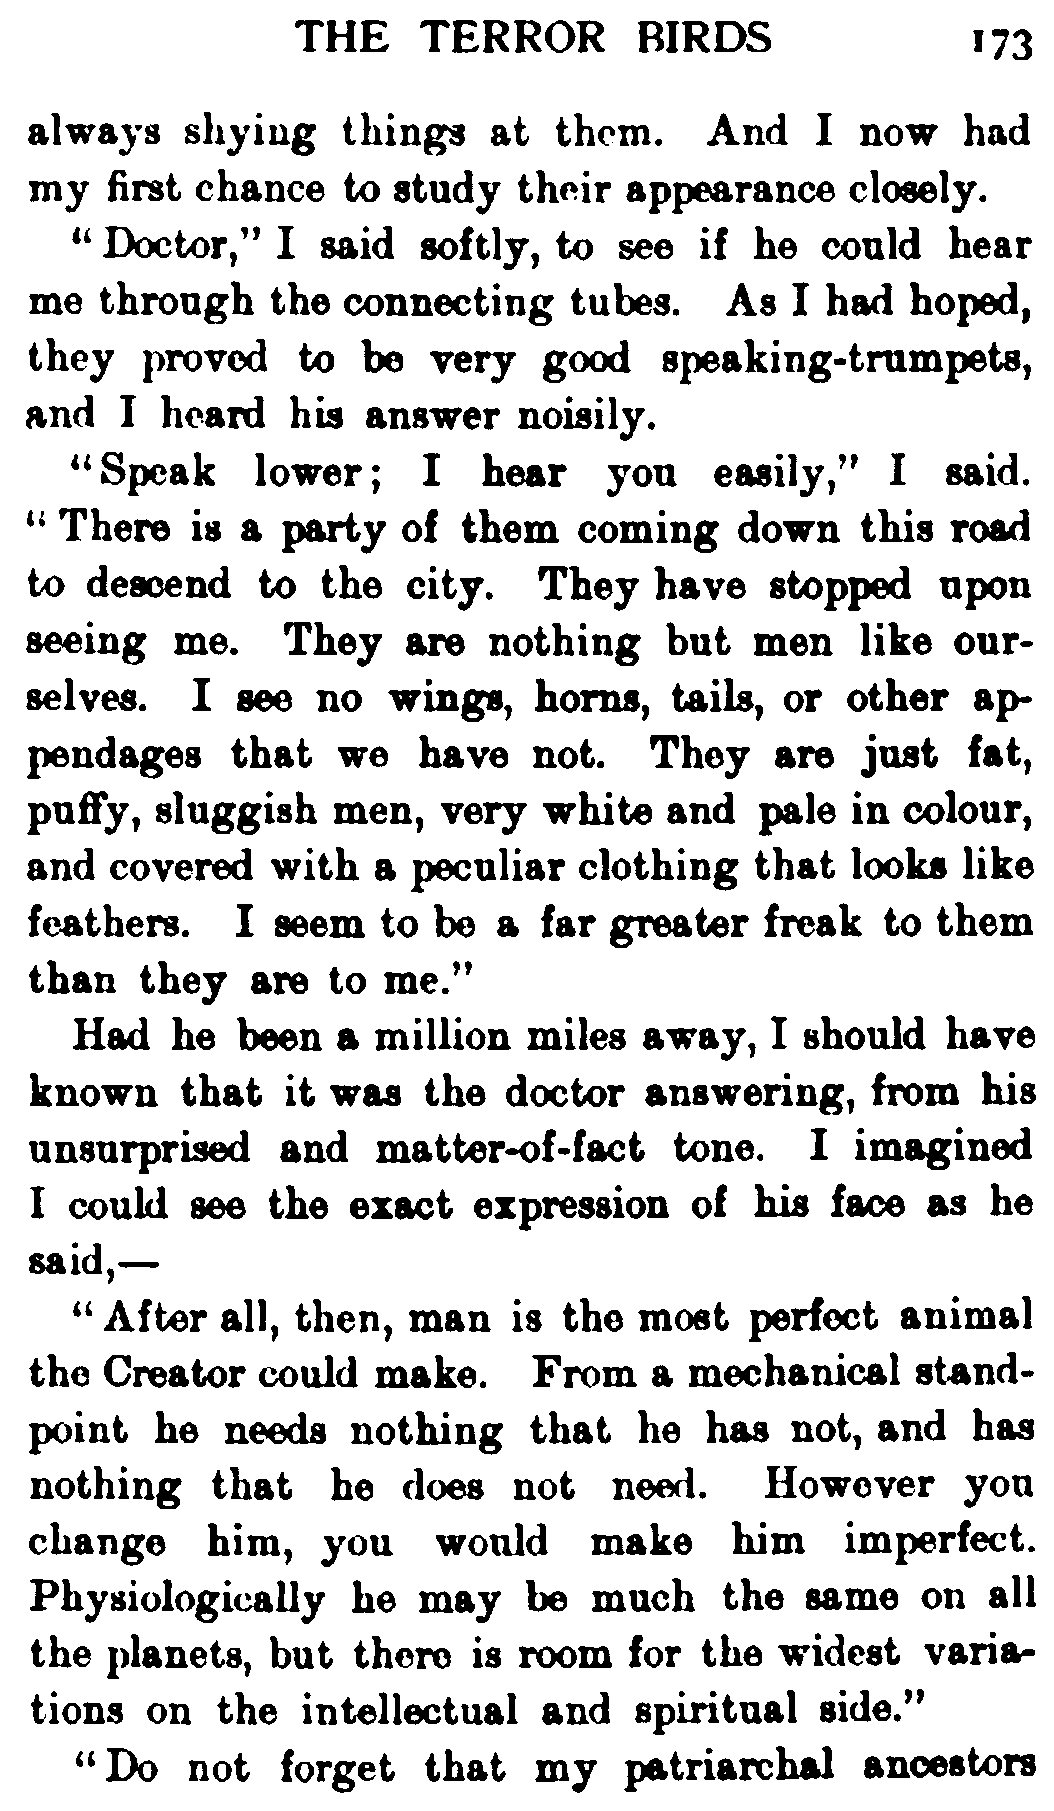 THE TERROR BIRDS 173
always shying things at them. And I now had
my first chance to study their appearance closely.
"Doctor," I said softly, to see if he could hear
me through the connecting tubes. As I had hoped,
they proved to be very good speaking-trumpets,
and I heard his answer noisily.
"Speak lower; I hear you easily," I said.
"There is a party of them coming down this road
to descend to the city. They have stopped upon
seeing me. They are nothing but men like our-
selves. I see no wings, horns, tails, or other ap-
pendages that we have not. They are just fat,
puffy, sluggish men, very white and pale in colour,
and covered with a peculiar clothing that looks like
feathers. I seem to be a far greater freak to them
than they are to me."
Had he been a million miles away, I should have
known that it was the doctor answering, from his
unsurprised and matter-of-fact tone. I imagined
I could see the exact expression of his face as he
said,—
"After all, then, man is the most perfect animal
the Creator could make. From a mechanical stand-
point he needs nothing that he has not, and has
nothing that he does not need. However you
change him, you would make him imperfect.
Physiologically he may be much the same on all
the planets, but there is room for the widest varia-
tions on the intellectual and spiritual side."
"Do not forget that my patriarchal ancestors